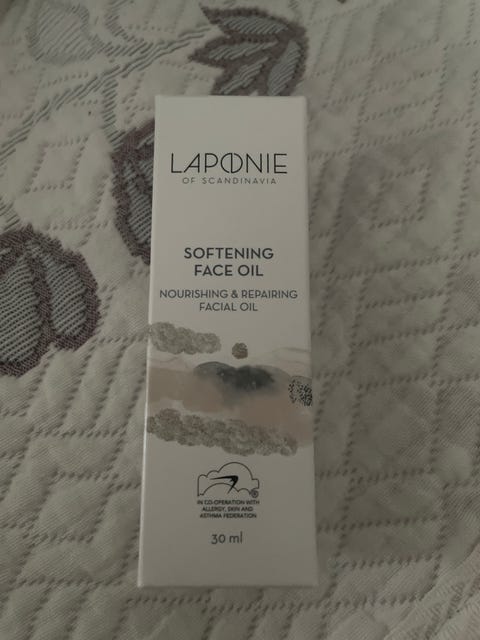 LAPONIE
OF SCANDINAVIA
SOFTENING
FACE OIL
NOURISHING & REPAIRING
FACIAL OIL
IN CO-OPERATION WITH
ALLERGY, SKIN AND
ASTHMA FEDERATION
30 ml